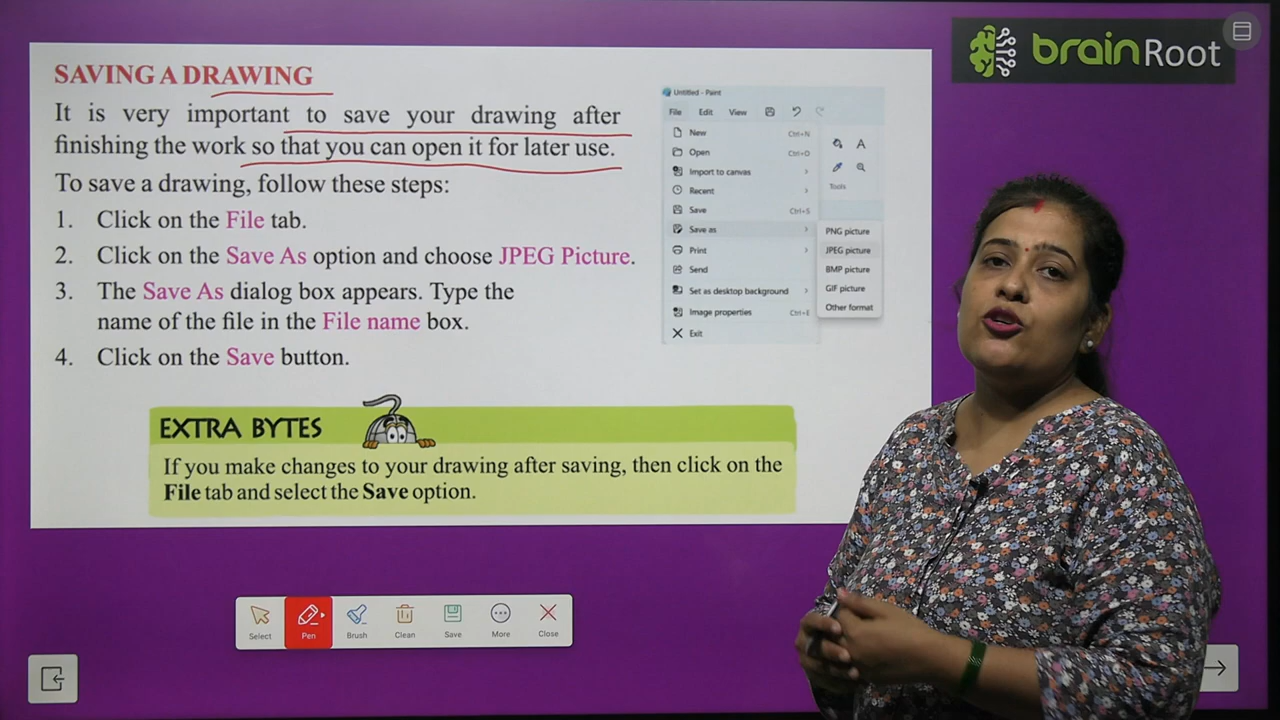 brainRoot
SAVING A DRAWING
It is very important to save your drawing after
finishing the work so that you can open it for later use.
To save a drawing, follow these steps:
1. Click on the File tab.
2. Click on the Save As option and choose JPEG Picture.
3. The Save As dialog box appears. Type the
name of the file in the File name box.
4. Click on the Save button.
Untitled - Paint
File Edit View
New Ctrl+N
Open Ctrl+O
Import to canvas
Recent
Save Ctrl+S
Save as
Print
Send
Set as desktop background
Image properties Ctrl+E
Exit
A
Tools
PNG picture
JPEG picture
BMP picture
GIF picture
Other format
EXTRA BYTES
If you make changes to your drawing after saving, then click on the
File tab and select the Save option.
Select Pen Brush Clean Save More Close